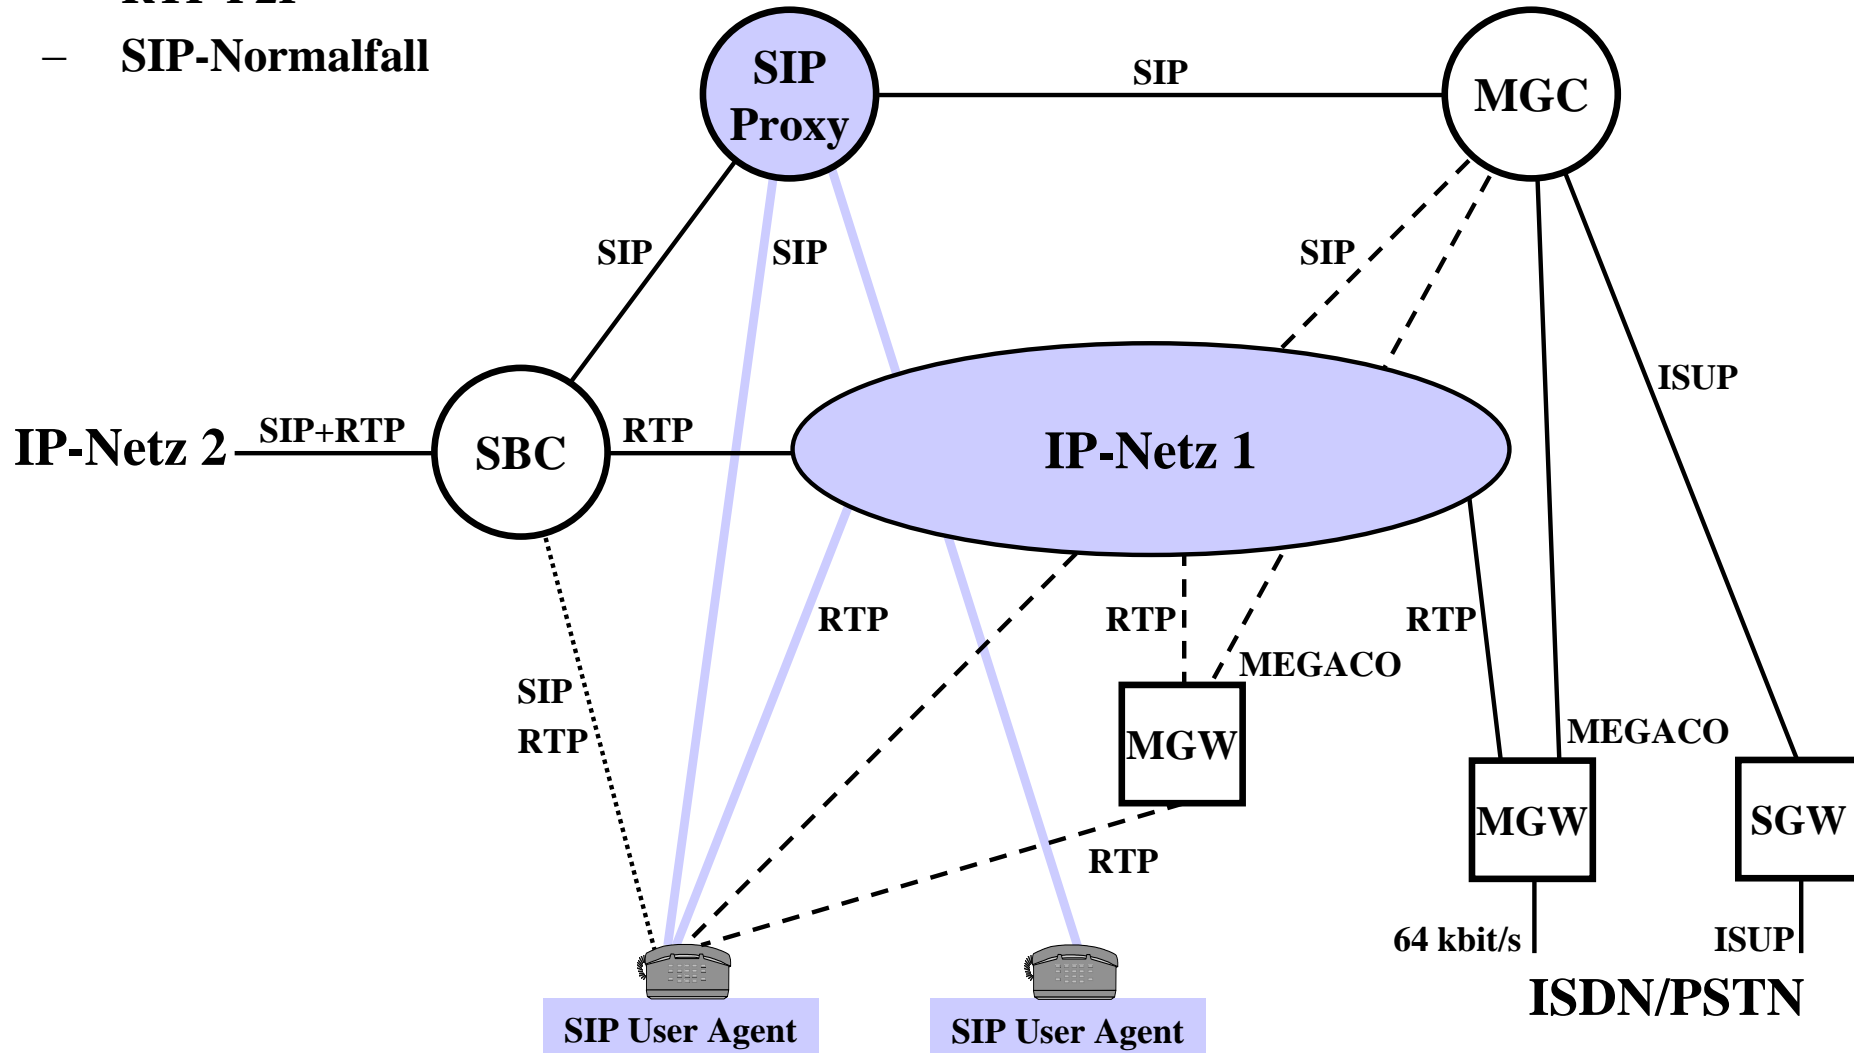 – SIP-Normalfall
SIP
Proxy
SIP
MGC
SIP
SIP
SIP
ISUP
IP-Netz 2
SIP+RTP
SBC
RTP
IP-Netz 1
RTP
RTP
RTP
MEGACO
SIP
RTP
MGW
MEGACO
MGW
SGW
RTP
64 kbit/s
ISUP
ISDN/PSTN
SIP User Agent
SIP User Agent